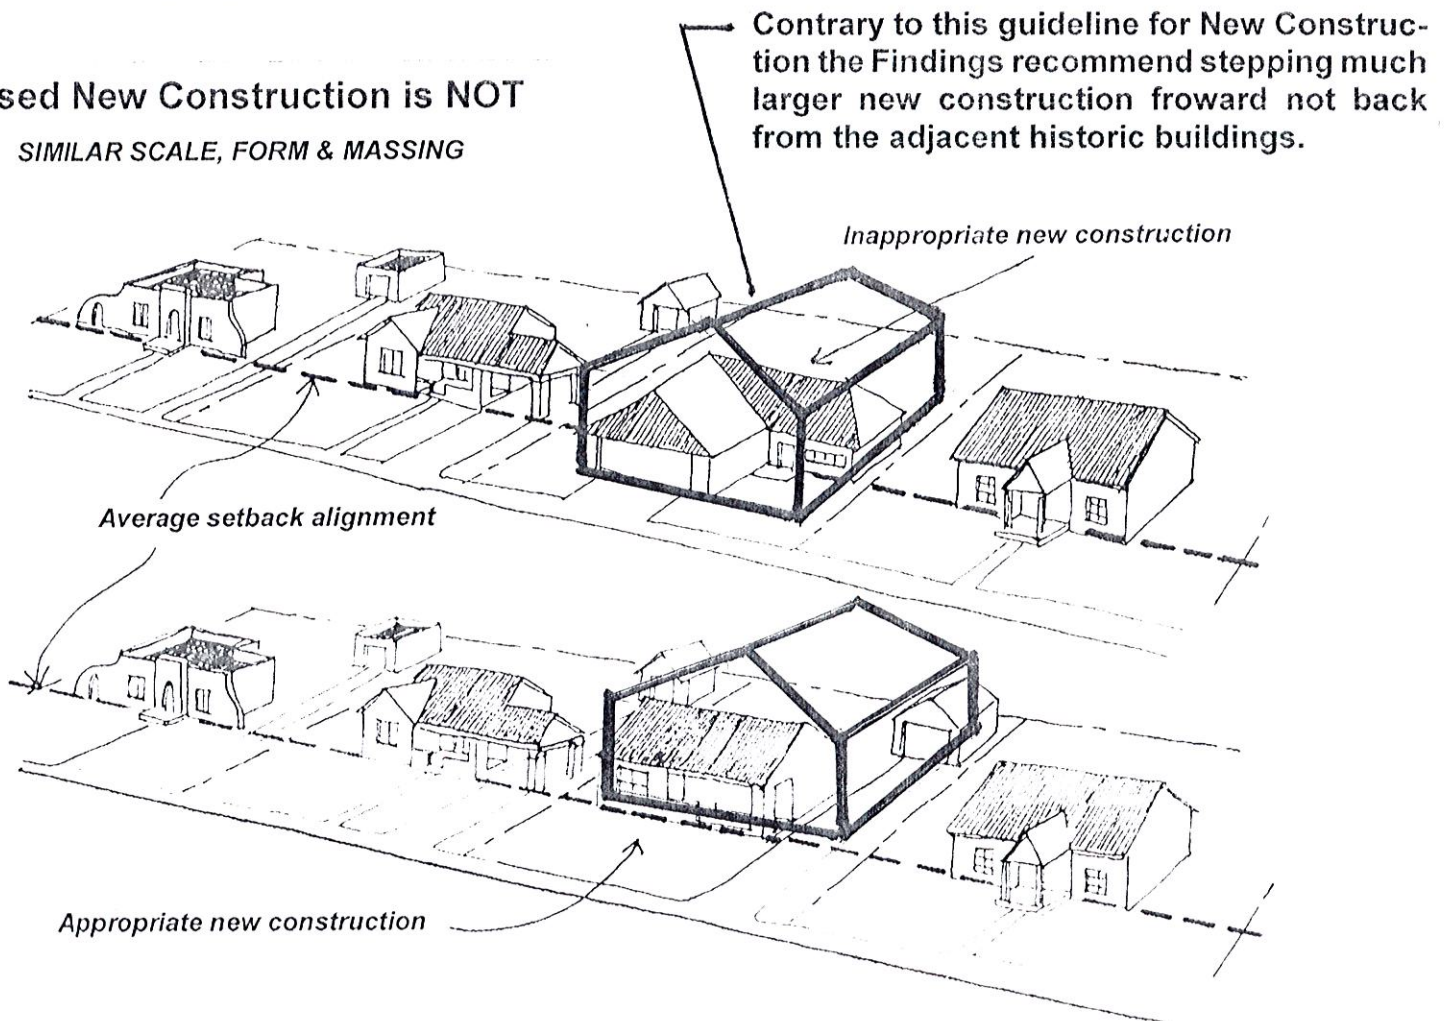 Contrary to this guideline for New Construc-
tion the Findings recommend stepping much
larger new construction froward not back
from the adjacent historic buildings.
sed New Construction is NOT
SIMILAR SCALE, FORM & MASSING
Inappropriate new construction
Average setback alignment
Appropriate new construction